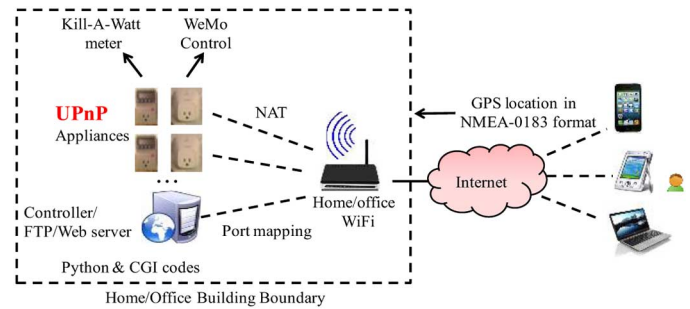 Kill-A-Watt
meter
WeMo
Control
UPnP
Appliances
NAT
GPS location in
NMEA-0183 format
...
Internet
Home/office
WiFi
Controller/
FTP/Web server
Port mapping
Python & CGI codes
Home/Office Building Boundary